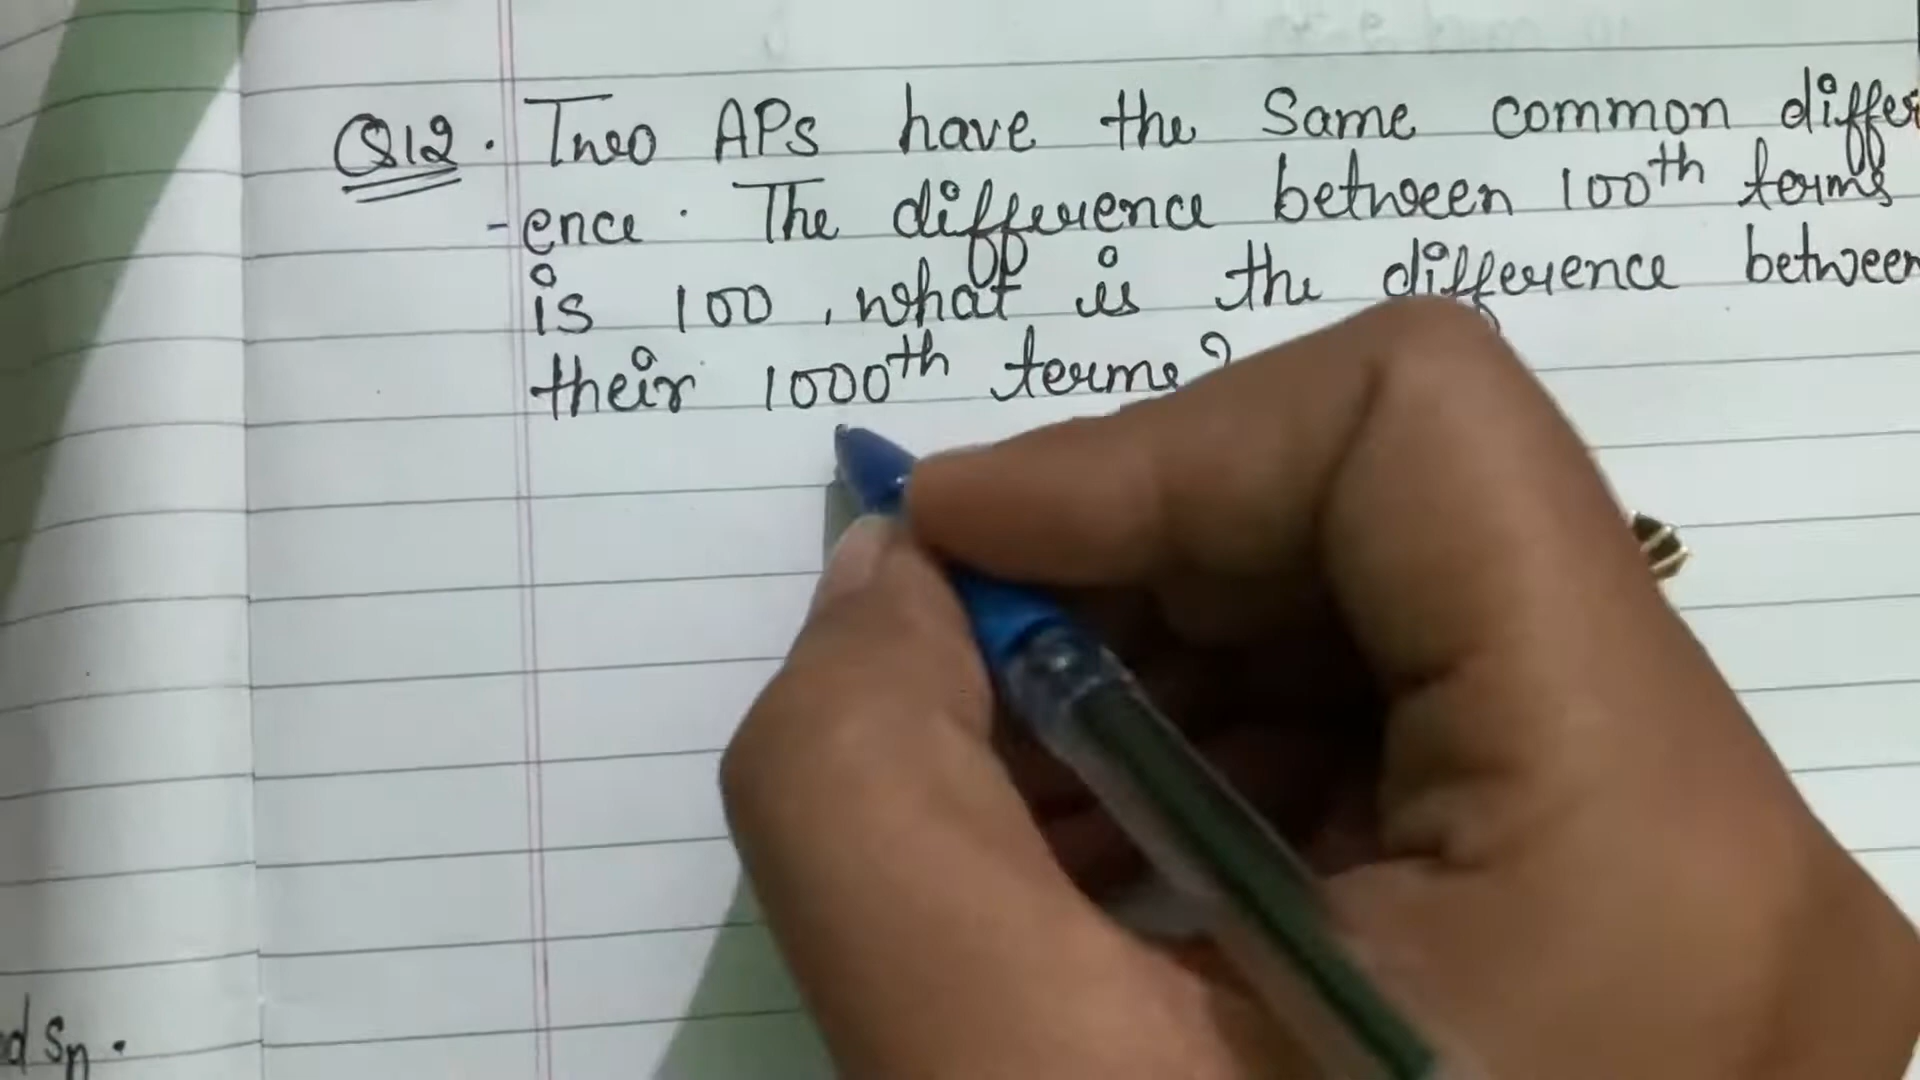 Q12. Two APs have the Same common differ
-ence. The difference between 100th terms
is 100, what is the difference between
their 1000th terms?
d Sn.